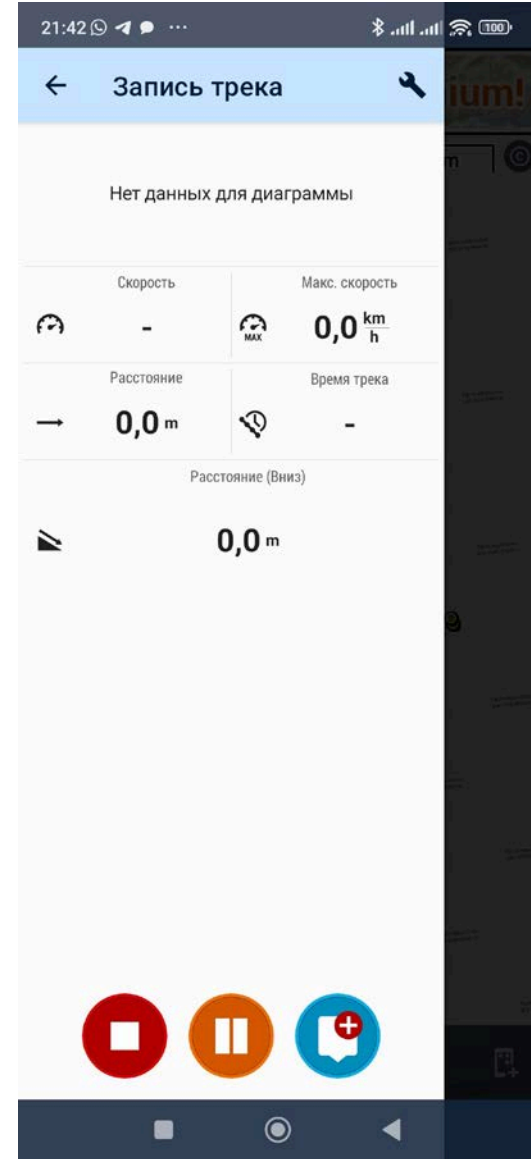 21:42 100
Запись трека
ium!
m
Нет данных для диаграммы
Скорость Макс. скорость
- MAX 0,0 km/h
Расстояние Время трека
0,0 m -
Расстояние (Вниз)
0,0 m